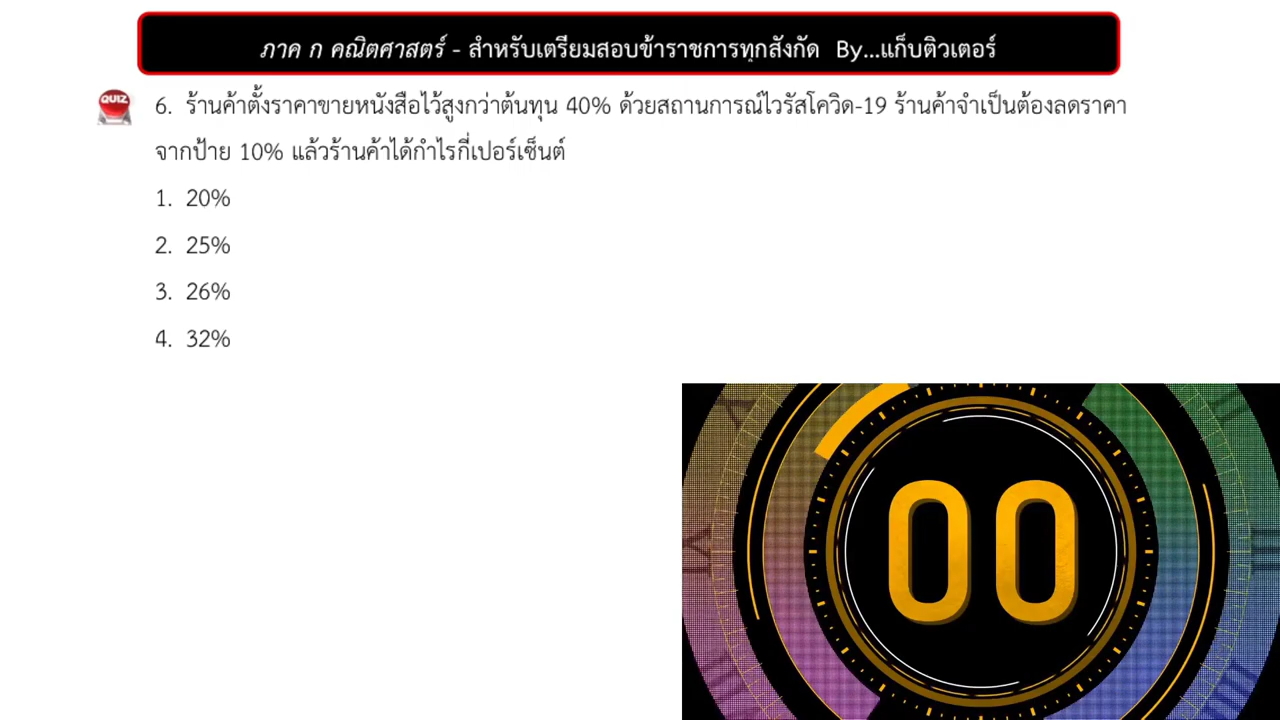 ภาค ก คณิตศาสตร์ - สำหรับเตรียมสอบข้าราชการทุกสังกัด By...แก็บติวเตอร์
QUIZ
6. ร้านค้าตั้งราคาขายหนังสือไว้สูงกว่าต้นทุน 40% ด้วยสถานการณ์ไวรัสโควิด-19 ร้านค้าจำเป็นต้องลดราคา
จากป้าย 10% แล้วร้านค้าได้กำไรกี่เปอร์เซ็นต์
1. 20%
2. 25%
3. 26%
4. 32%
00